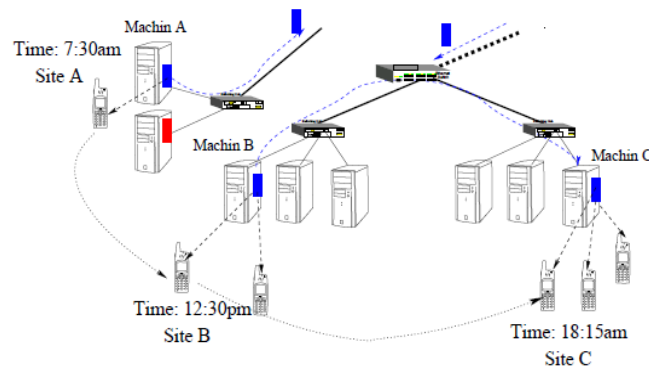 Machin A
Time: 7:30am
Site A
Machin B
Machin C
Time: 12:30pm
Site B
Time: 18:15am
Site C